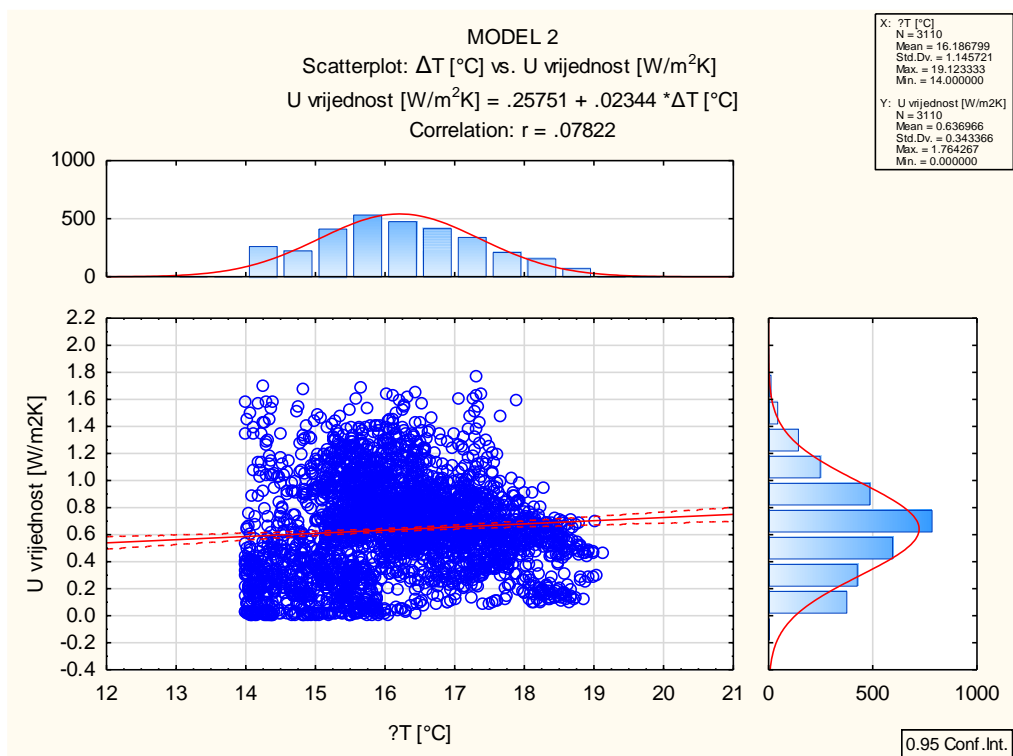 MODEL 2
Scatterplot: ΔT [°C] vs. U vrijednost [W/m²K]
U vrijednost [W/m²K] = .25751 + .02344 *ΔT [°C]
Correlation: r = .07822
X: ?T [°C]
N = 3110
Mean = 16.186799
Std.Dv. = 1.145721
Max. = 19.123333
Min. = 14.000000
Y: U vrijednost [W/m2K]
N = 3110
Mean = 0.636966
Std.Dv. = 0.343366
Max. = 1.764267
Min. = 0.000000
1000
500
0
2.2
2.0
1.8
1.6
1.4
1.2
1.0
0.8
0.6
0.4
0.2
0.0
-0.2
-0.4
U vrijednost [W/m2K]
12 13 14 15 16 17 18 19 20 21
?T [°C]
0 500 1000
0.95 Conf.Int.